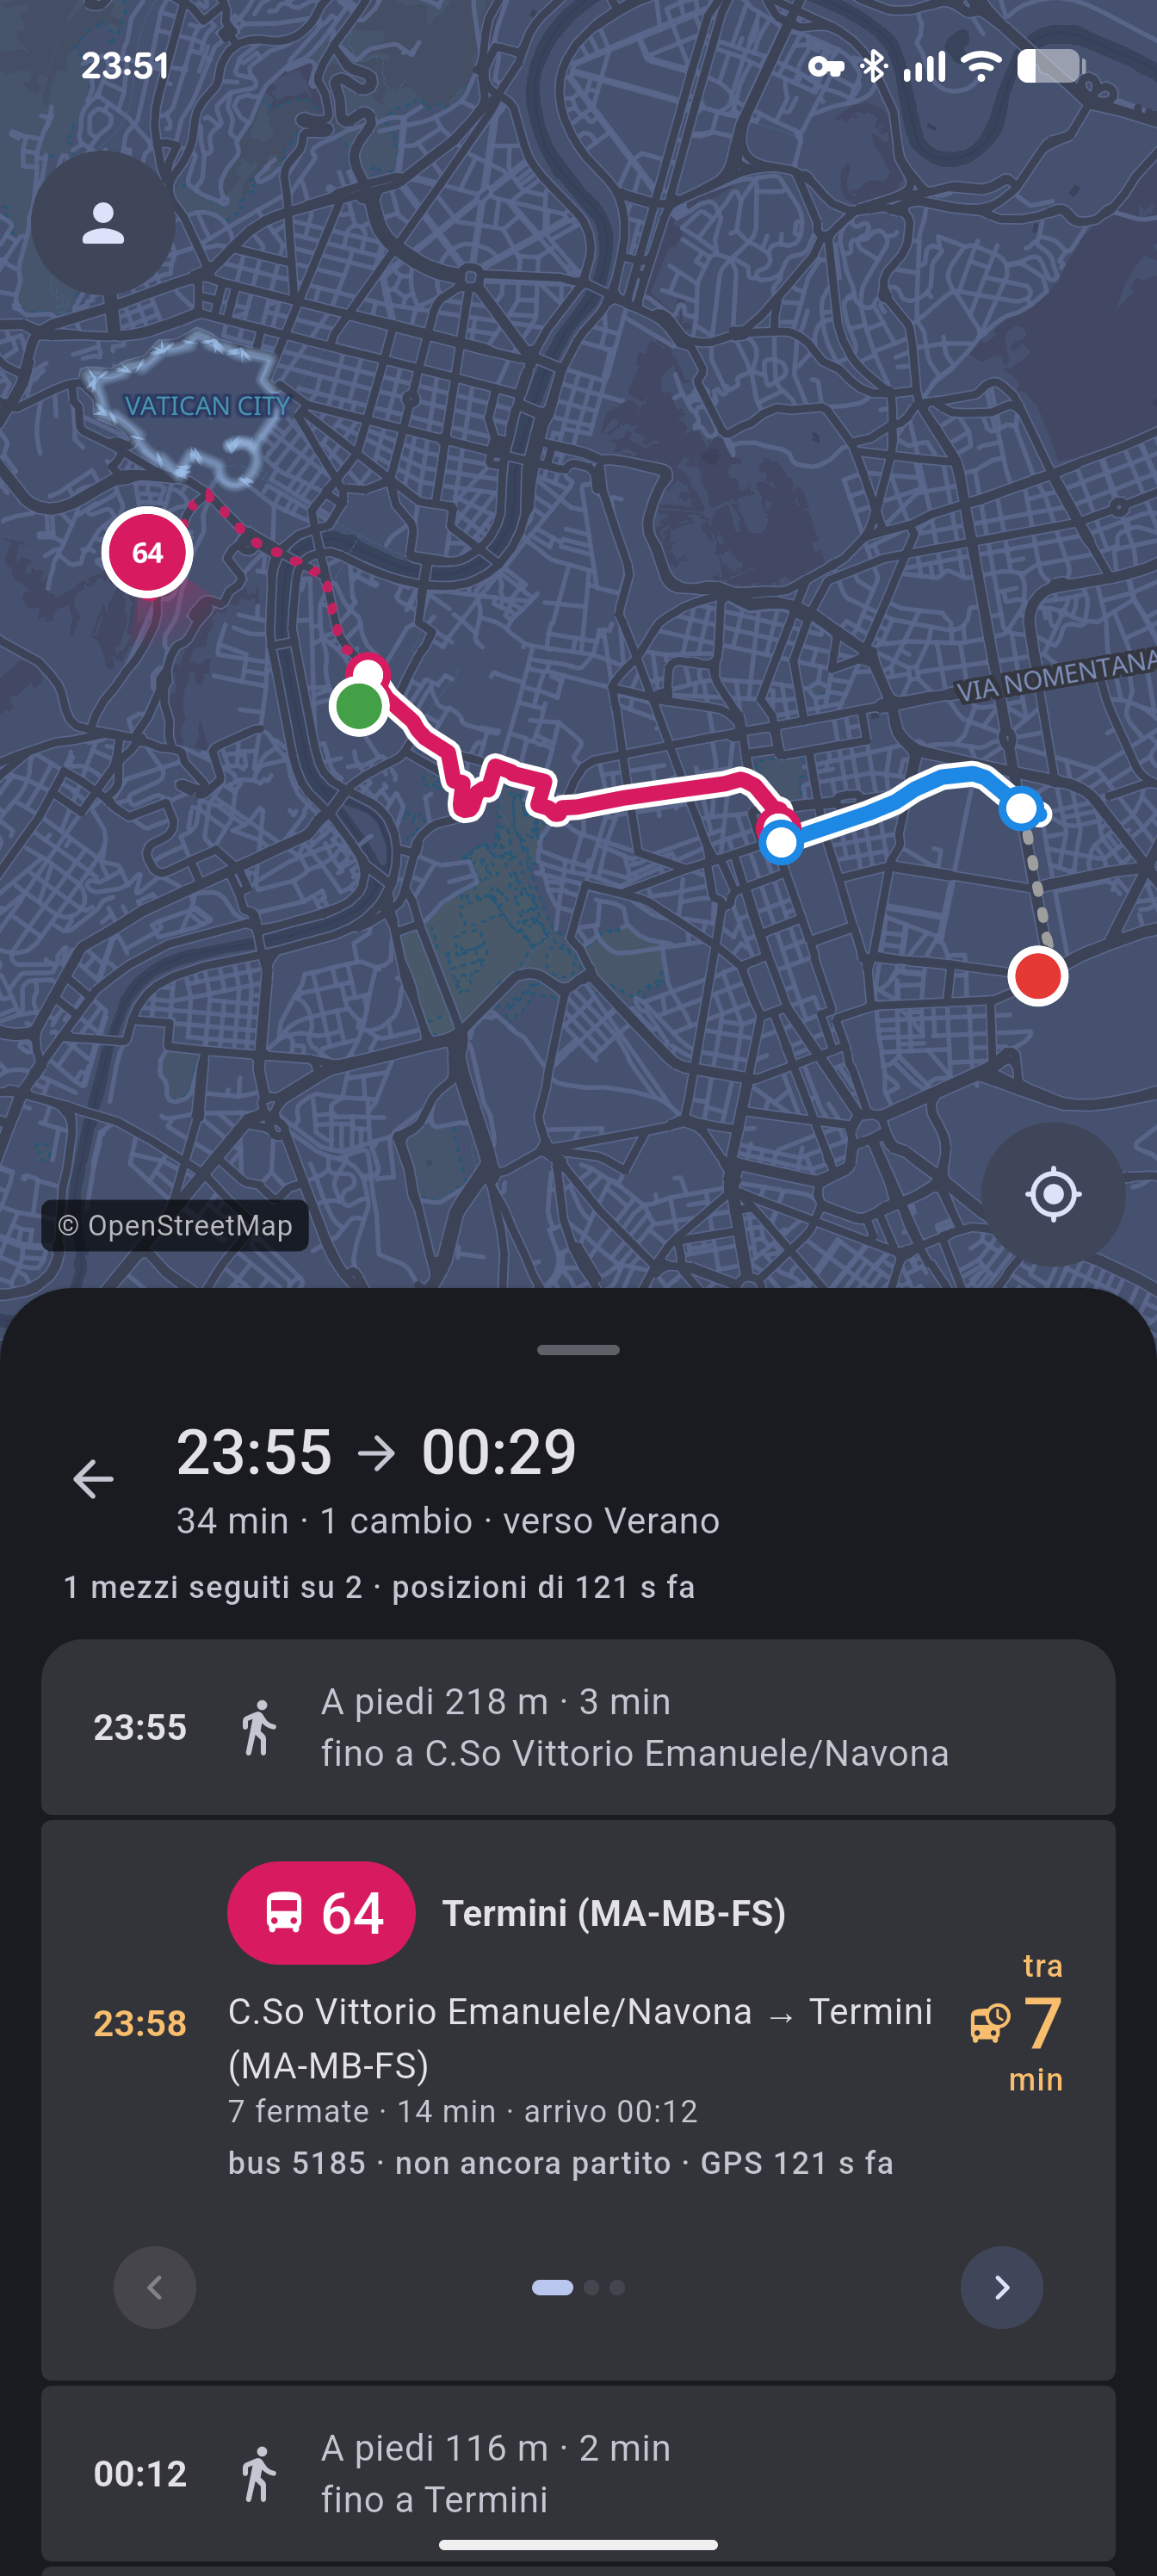 23:51
VATICAN CITY
64
VIA NOMENTANA
© OpenStreetMap
23:55 → 00:29
34 min · 1 cambio · verso Verano
1 mezzi seguiti su 2 · posizioni di 121 s fa
23:55
A piedi 218 m · 3 min
fino a C.So Vittorio Emanuele/Navona
64
Termini (MA-MB-FS)
23:58
C.So Vittorio Emanuele/Navona → Termini
(MA-MB-FS)
7 fermate · 14 min · arrivo 00:12
bus 5185 · non ancora partito · GPS 121 s fa
tra
7
min
00:12
A piedi 116 m · 2 min
fino a Termini